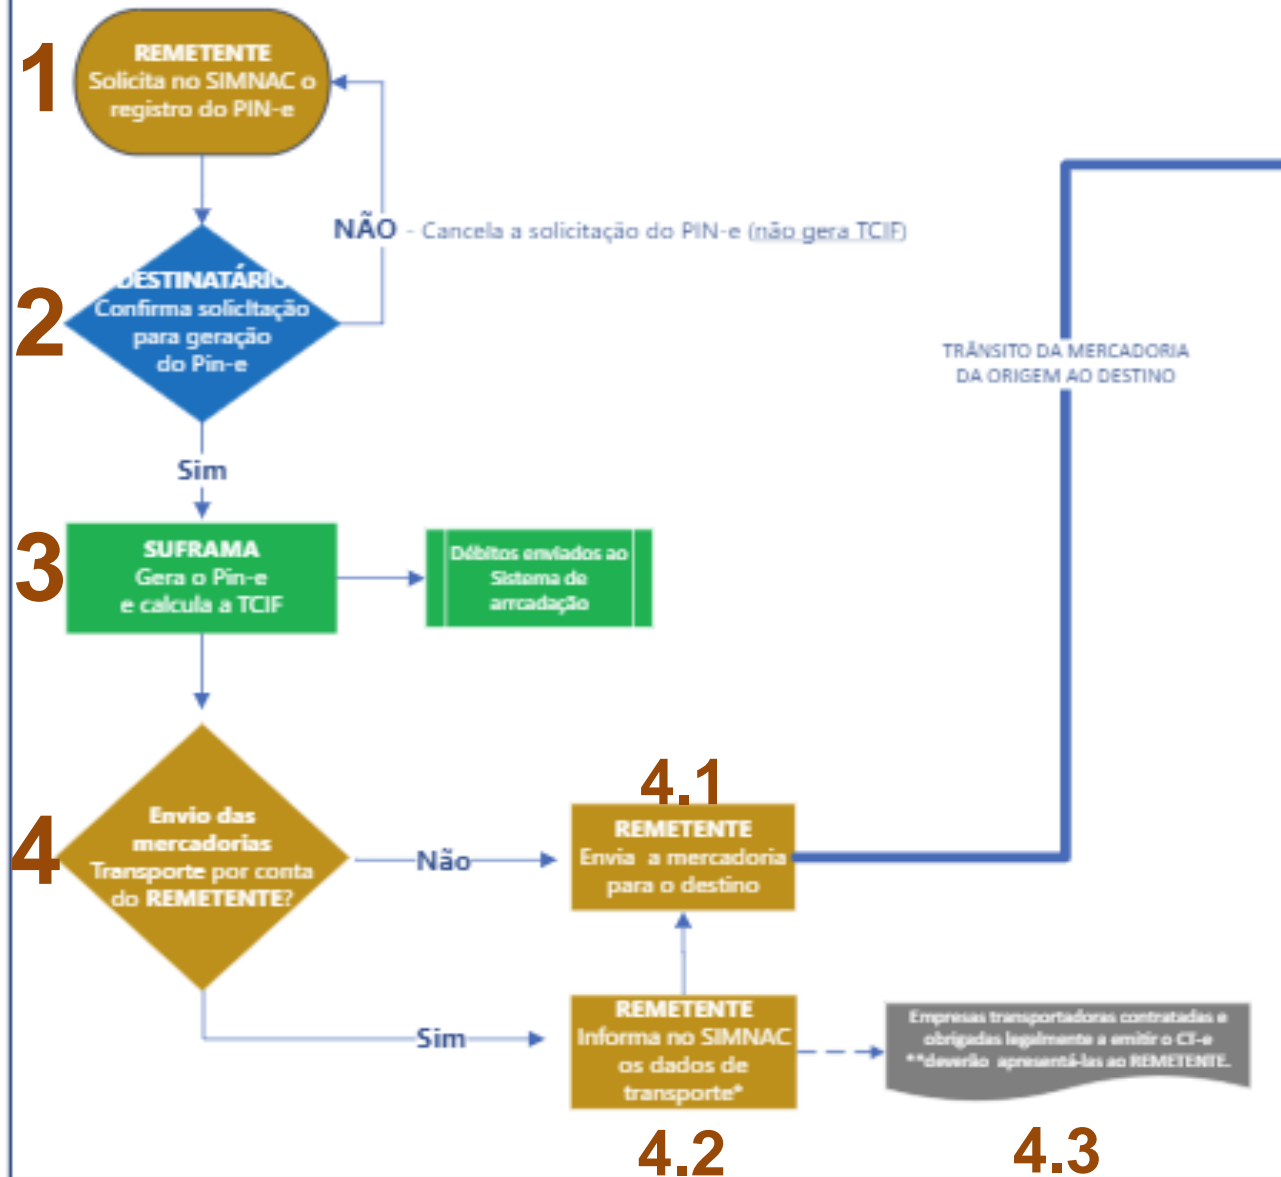 1
REMETENTE
Solicita no SIMNAC o
registro do PIN-e
NÃO - Cancela a solicitação do PIN-e (não gera TCIF)
2
DESTINATÁRIO
Confirma solicitação
para geração
do Pin-e
TRÂNSITO DA MERCADORIA
DA ORIGEM AO DESTINO
Sim
3
SUFRAMA
Gera o Pin-e
e calcula a TCIF
Débitos enviados ao
Sistema de
arrcadação
4
Envio das
mercadorias
Transporte por conta
do REMETENTE?
Não
4.1
REMETENTE
Envia a mercadoria
para o destino
Sim
REMETENTE
Informa no SIMNAC
os dados de
transporte*
4.2
Empresas transportadoras contratadas e
obrigadas legalmente a emitir o CT-e
**deverão apresentá-las ao REMETENTE.
4.3